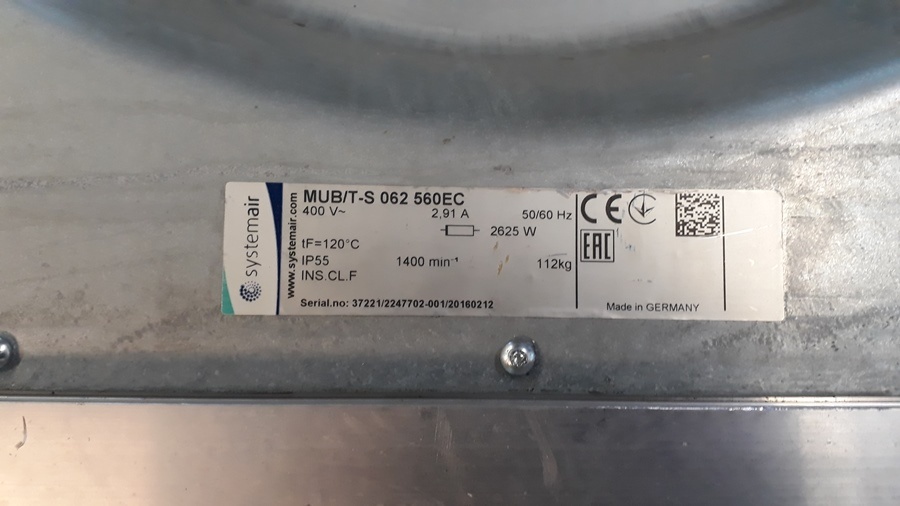 systemair
www.systemair.com
MUB/T-S 062 560EC
400 V~ 2,91 A 50/60 Hz
2625 W
tF=120°C
IP55 1400 min⁻¹ 112kg
INS.CL.F
Serial.no: 37221/2247702-001/20160212
CE
EAC
Made in GERMANY